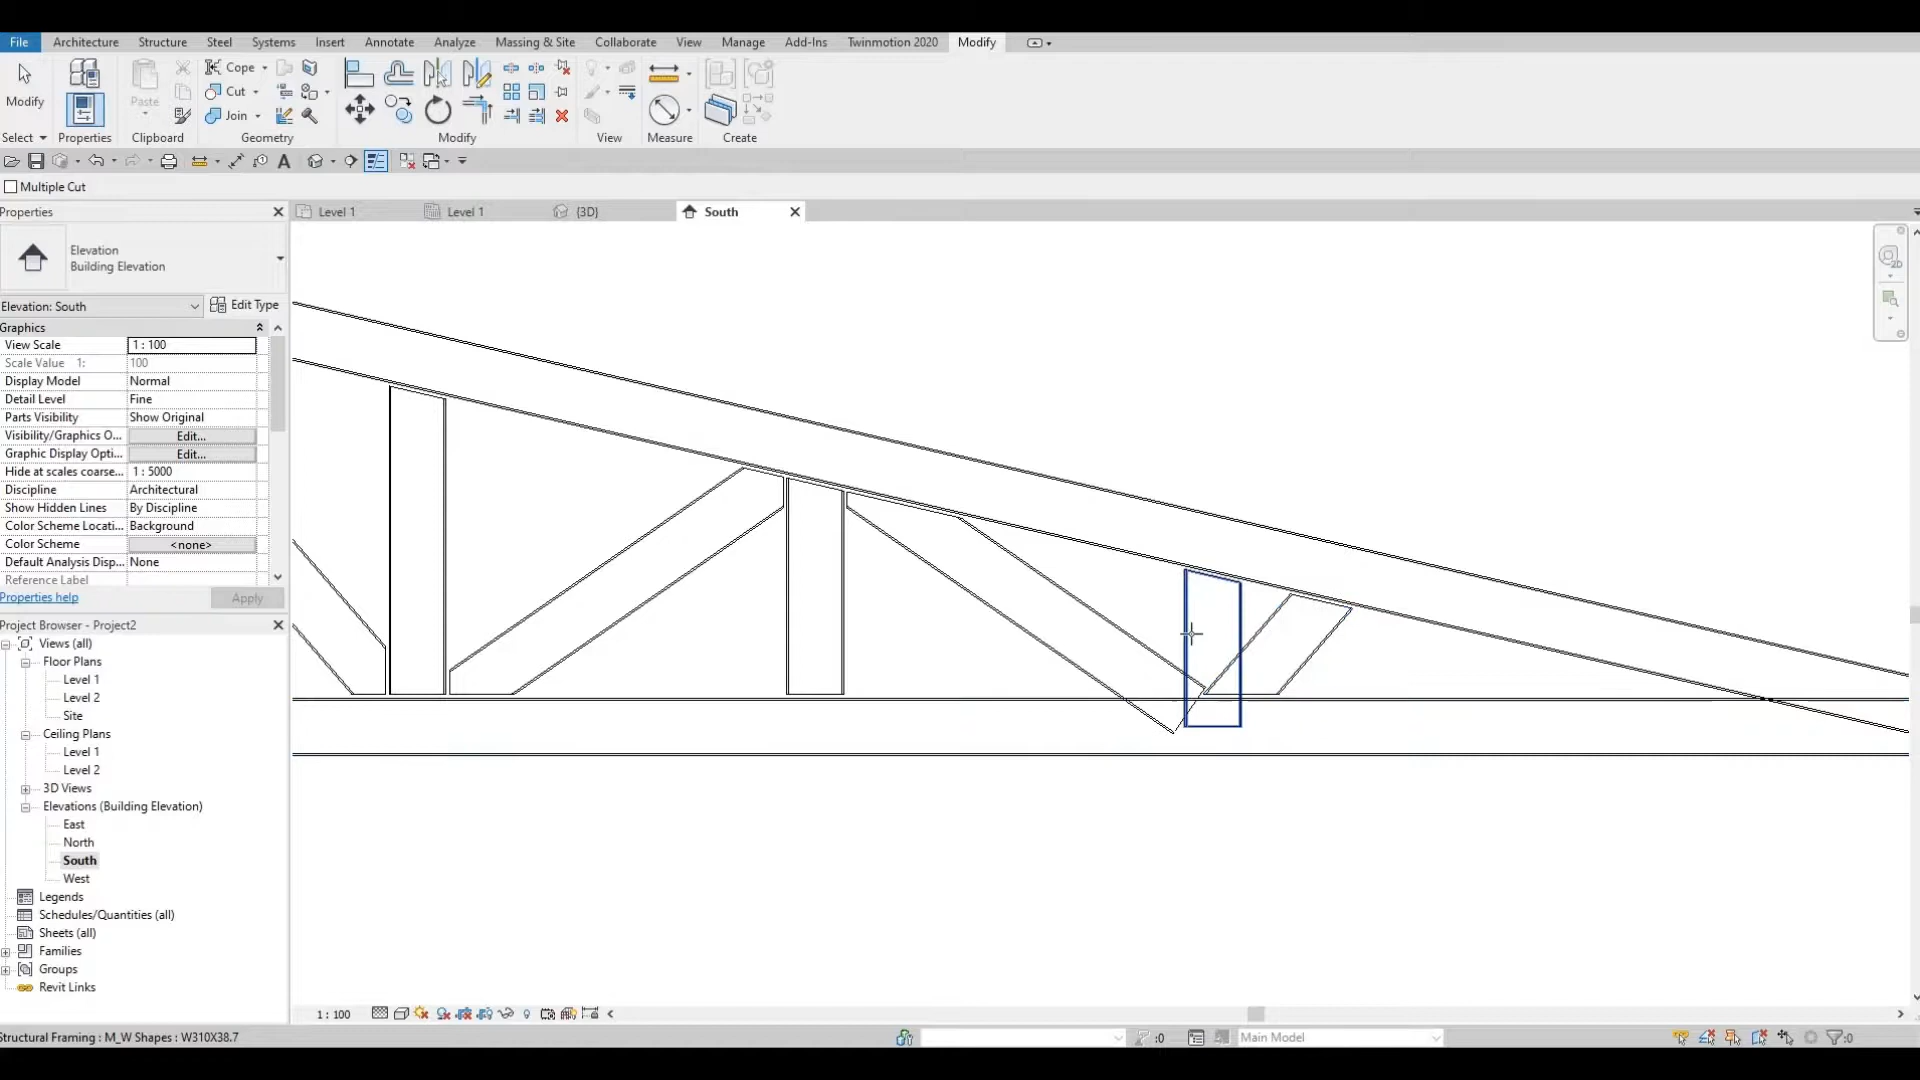 File Architecture Structure Steel Systems Insert Annotate Analyze Massing & Site Collaborate View Manage Add-Ins Twinmotion 2020 Modify
Cope
Modify Paste Cut
Join
Select Properties Clipboard Geometry Modify View Measure Create
A
Multiple Cut
Properties
Level 1 Level 1 {3D} South
Elevation
Building Elevation
2D
Elevation: South Edit Type
Graphics
View Scale 1 : 100
Scale Value 1: 100
Display Model Normal
Detail Level Fine
Parts Visibility Show Original
Visibility/Graphics O... Edit...
Graphic Display Opti... Edit...
Hide at scales coarse... 1 : 5000
Discipline Architectural
Show Hidden Lines By Discipline
Color Scheme Locati... Background
Color Scheme <none>
Default Analysis Disp... None
Reference Label
Properties help Apply
Project Browser - Project2
Views (all)
Floor Plans
Level 1
Level 2
Site
Ceiling Plans
Level 1
Level 2
3D Views
Elevations (Building Elevation)
East
North
South
West
Legends
Schedules/Quantities (all)
Sheets (all)
Families
Groups
Revit Links
1 : 100
Structural Framing : M_W Shapes : W310X38.7 :0 Main Model :0